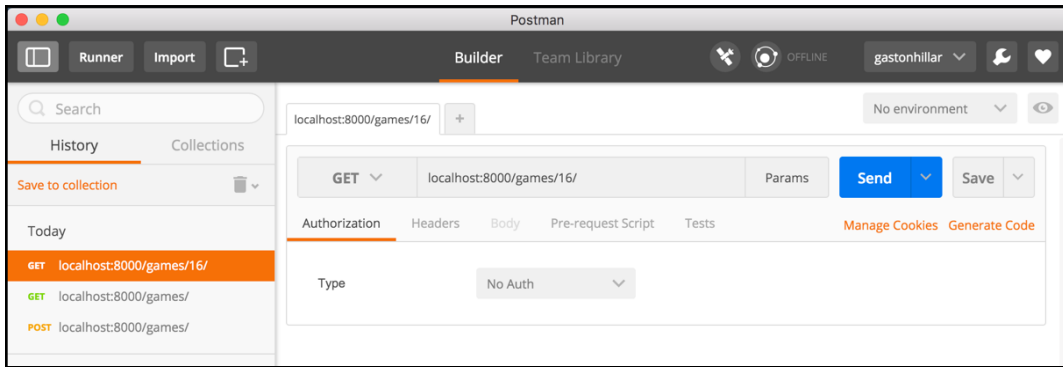 Postman
Runner Import Builder Team Library OFFLINE gastonhillar
Search
History Collections
Save to collection
Today
GET localhost:8000/games/16/
GET localhost:8000/games/
POST localhost:8000/games/
localhost:8000/games/16/ +
No environment
GET localhost:8000/games/16/ Params Send Save
Authorization Headers Body Pre-request Script Tests Manage Cookies Generate Code
Type No Auth